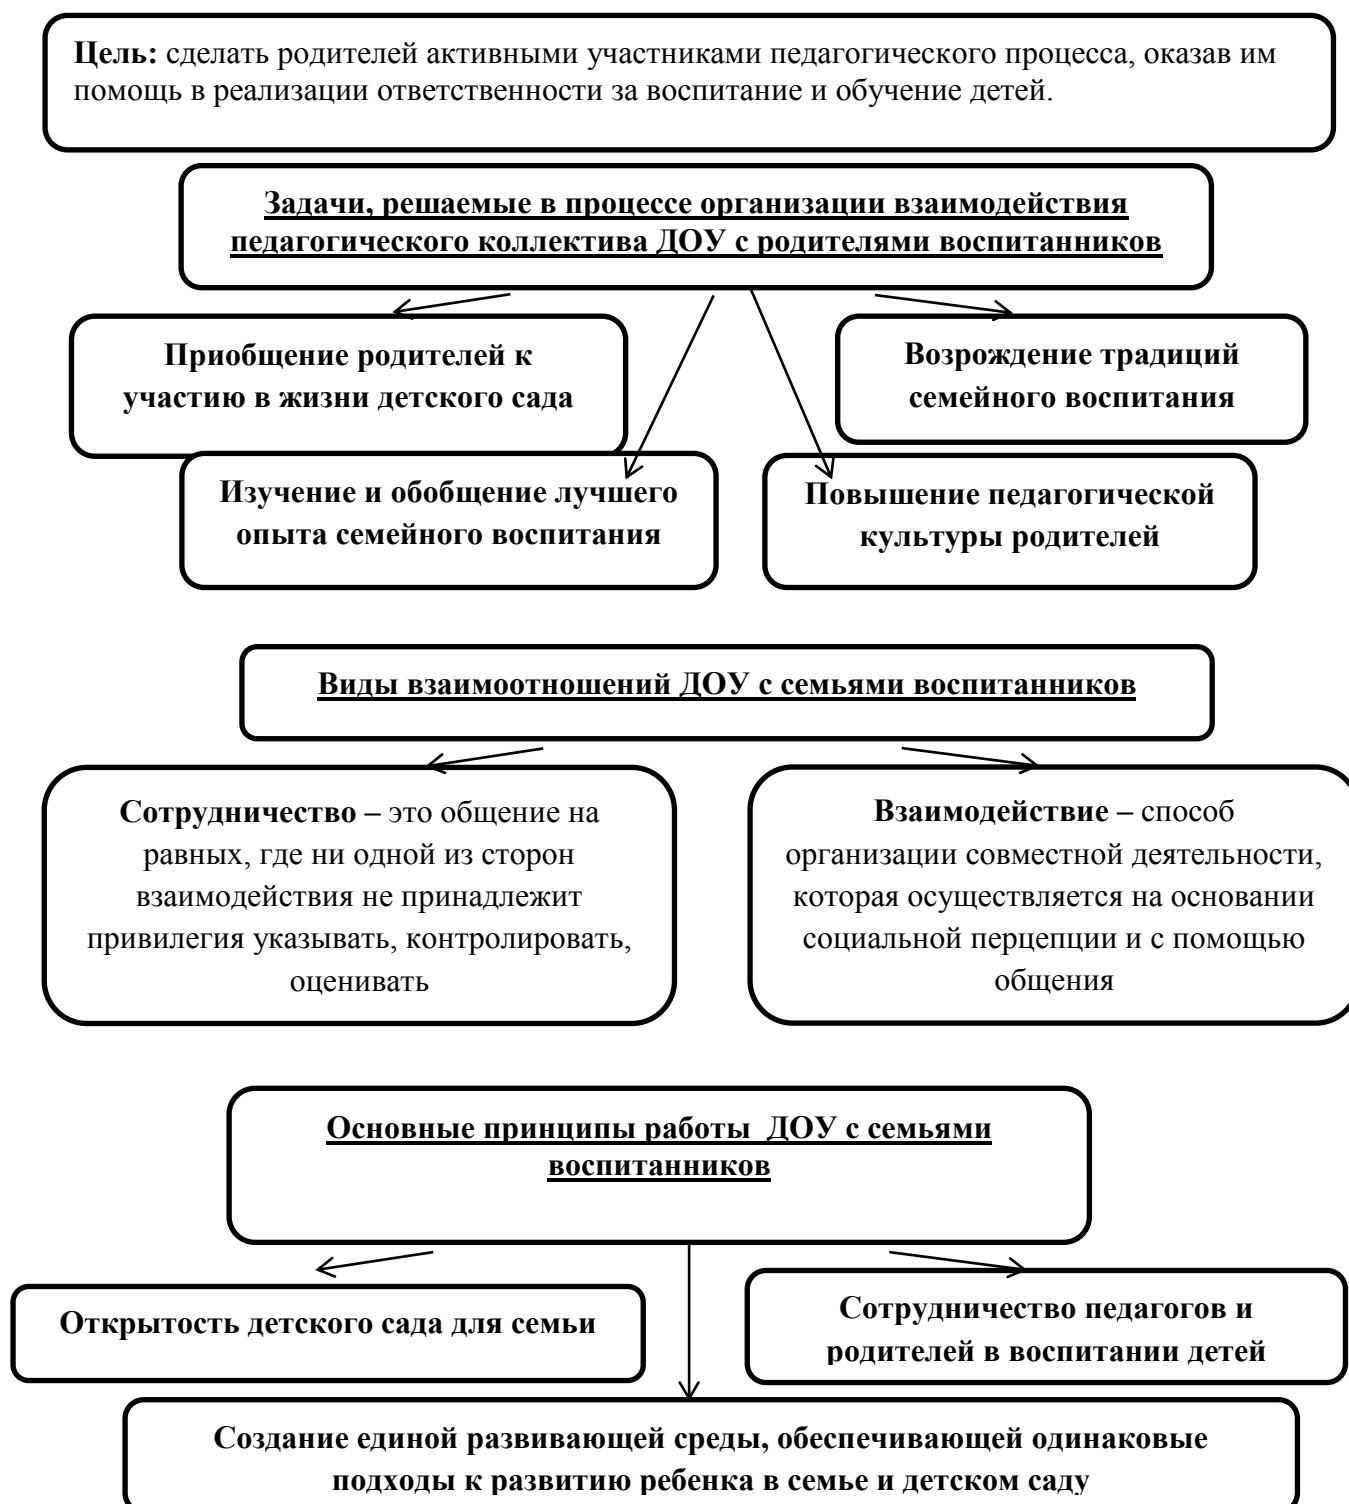 Цель: сделать родителей активными участниками педагогического процесса, оказав им
помощь в реализации ответственности за воспитание и обучение детей.
Задачи, решаемые в процессе организации взаимодействия
педагогического коллектива ДОУ с родителями воспитанников
Приобщение родителей к
участию в жизни детского сада
Возрождение традиций
семейного воспитания
Изучение и обобщение лучшего
опыта семейного воспитания
Повышение педагогической
культуры родителей
Виды взаимоотношений ДОУ с семьями воспитанников
Сотрудничество – это общение на
равных, где ни одной из сторон
взаимодействия не принадлежит
привилегия указывать, контролировать,
оценивать
Взаимодействие – способ
организации совместной деятельности,
которая осуществляется на основании
социальной перцепции и с помощью
общения
Основные принципы работы  ДОУ с семьями
воспитанников
Открытость детского сада для семьи
Сотрудничество педагогов и
родителей в воспитании детей
Создание единой развивающей среды, обеспечивающей одинаковые
подходы к развитию ребенка в семье и детском саду